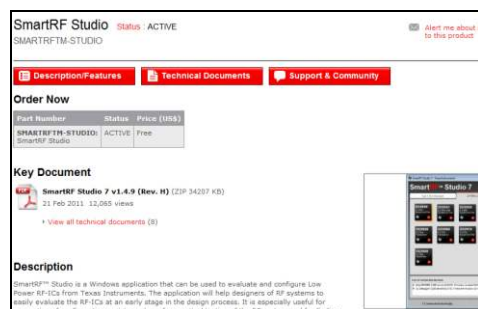 SmartRF Studio Status : ACTIVE
SMARTRFTM-STUDIO
Alert me about
to this product
Description/Features
Technical Documents
Support & Community
Order Now
Part Number Status Price (US$)
SMARTRFTM-STUDIO: ACTIVE Free
SmartRF Studio
Key Document
SmartRF Studio 7 v1.4.9 (Rev. H) (ZIP 34207 KB)
21 Feb 2011 12,065 views
View all technical documents (8)
SmartRF Studio 7
Description
SmartRF™ Studio is a Windows application that can be used to evaluate and configure Low
Power RF-ICs from Texas Instruments. The application will help designers of RF systems to
easily evaluate the RF-ICs at an early stage in the design process. It is especially useful for